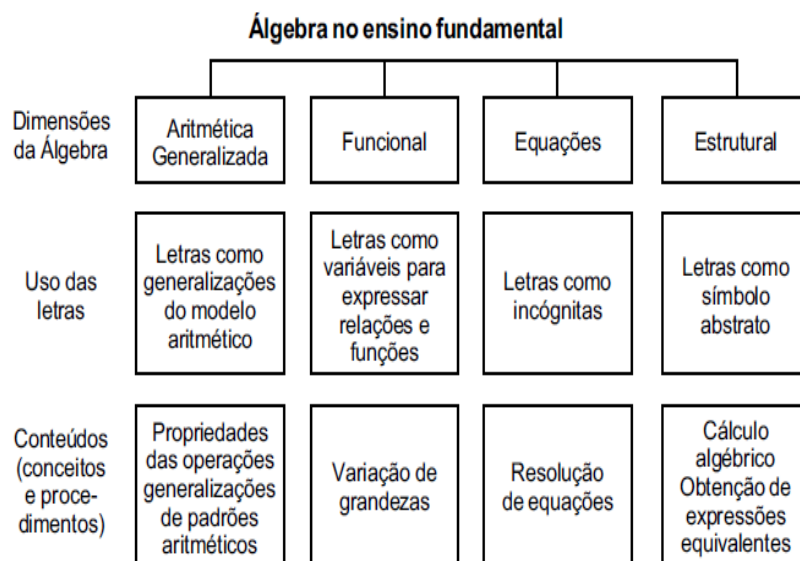 Álgebra no ensino fundamental
Dimensões
da Álgebra
Aritmética
Generalizada
Funcional
Equações
Estrutural
Uso das
letras
Letras como
generalizações
do modelo
aritmético
Letras como
variáveis para
expressar
relações e
funções
Letras como
incógnitas
Letras como
símbolo
abstrato
Conteúdos
(conceitos
e proce-
dimentos)
Propriedades
das operações
generalizações
de padrões
aritméticos
Variação de
grandezas
Resolução
de equações
Cálculo
algébrico
Obtenção de
expressões
equivalentes